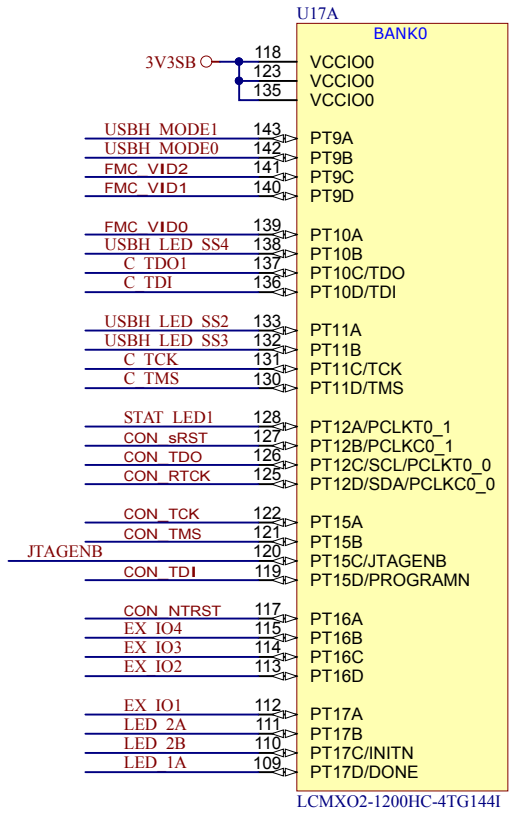 U17A
BANK0
3V3SB 118 VCCIO0
123 VCCIO0
135 VCCIO0
USBH_MODE1 143 PT9A
USBH_MODE0 142 PT9B
FMC_VID2 141 PT9C
FMC_VID1 140 PT9D
FMC_VID0 139 PT10A
USBH_LED_SS4 138 PT10B
C_TDO1 137 PT10C/TDO
C_TDI 136 PT10D/TDI
USBH_LED_SS2 133 PT11A
USBH_LED_SS3 132 PT11B
C_TCK 131 PT11C/TCK
C_TMS 130 PT11D/TMS
STAT_LED1 128 PT12A/PCLKT0_1
CON_sRST 127 PT12B/PCLKC0_1
CON_TDO 126 PT12C/SCL/PCLKT0_0
CON_RTCK 125 PT12D/SDA/PCLKC0_0
CON_TCK 122 PT15A
CON_TMS 121 PT15B
JTAGENB 120 PT15C/JTAGENB
CON_TDI 119 PT15D/PROGRAMN
CON_NTRST 117 PT16A
EX_IO4 115 PT16B
EX_IO3 114 PT16C
EX_IO2 113 PT16D
EX_IO1 112 PT17A
LED_2A 111 PT17B
LED_2B 110 PT17C/INITN
LED_1A 109 PT17D/DONE
LCMXO2-1200HC-4TG144I